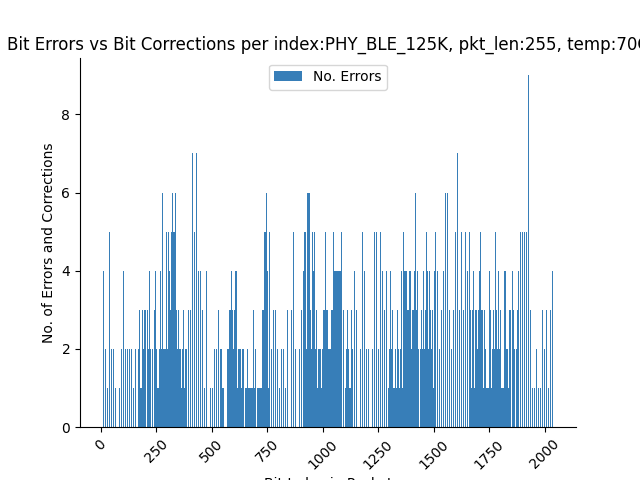 Bit Errors vs Bit Corrections per index:PHY_BLE_125K, pkt_len:255, temp:70
No. Errors
No. of Errors and Corrections
8
6
4
2
0
0 250 500 750 1000 1250 1500 1750 2000